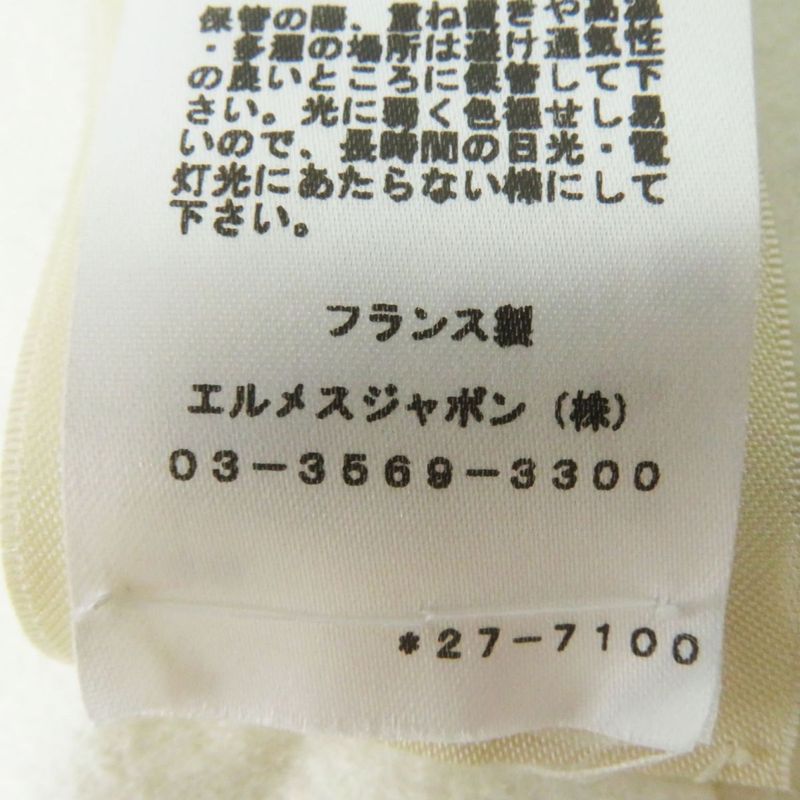 保管の際、重ね置きや高湿
・多湿の場所は避け通気性
の良いところに保管して下
さい。光に弱く色褪せし易
いので、長時間の日光・電
灯光にあたらない様にして
下さい。
フランス製
エルメスジャポン(株)
03-3569-3300
*27-7100